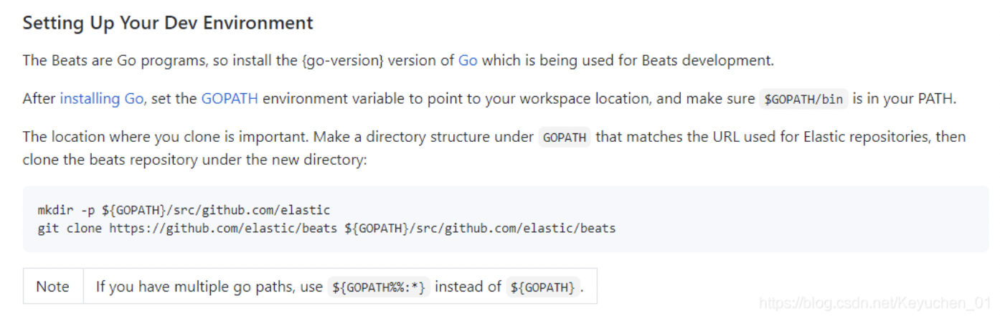 Setting Up Your Dev Environment
The Beats are Go programs, so install the {go-version} version of Go which is being used for Beats development.
After installing Go, set the GOPATH environment variable to point to your workspace location, and make sure $GOPATH/bin is in your PATH.
The location where you clone is important. Make a directory structure under GOPATH that matches the URL used for Elastic repositories, then
clone the beats repository under the new directory:
mkdir -p ${GOPATH}/src/github.com/elastic
git clone https://github.com/elastic/beats ${GOPATH}/src/github.com/elastic/beats
Note If you have multiple go paths, use ${GOPATH%%:*} instead of ${GOPATH}.
https://blog.csdn.net/Keyuchen_01